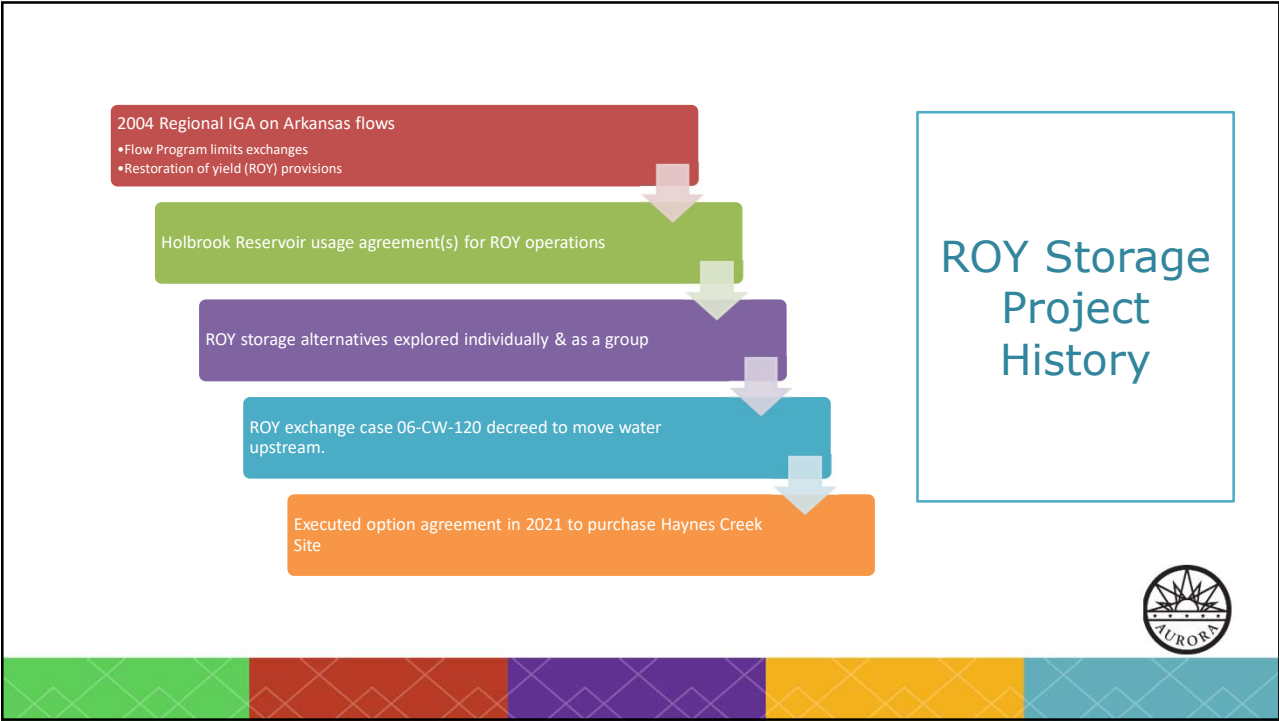 2004 Regional IGA on Arkansas flows
•Flow Program limits exchanges
•Restoration of yield (ROY) provisions
Holbrook Reservoir usage agreement(s) for ROY operations
ROY storage alternatives explored individually & as a group
ROY exchange case 06-CW-120 decreed to move water
upstream.
Executed option agreement in 2021 to purchase Haynes Creek
Site
ROY Storage
Project
History
AURORA